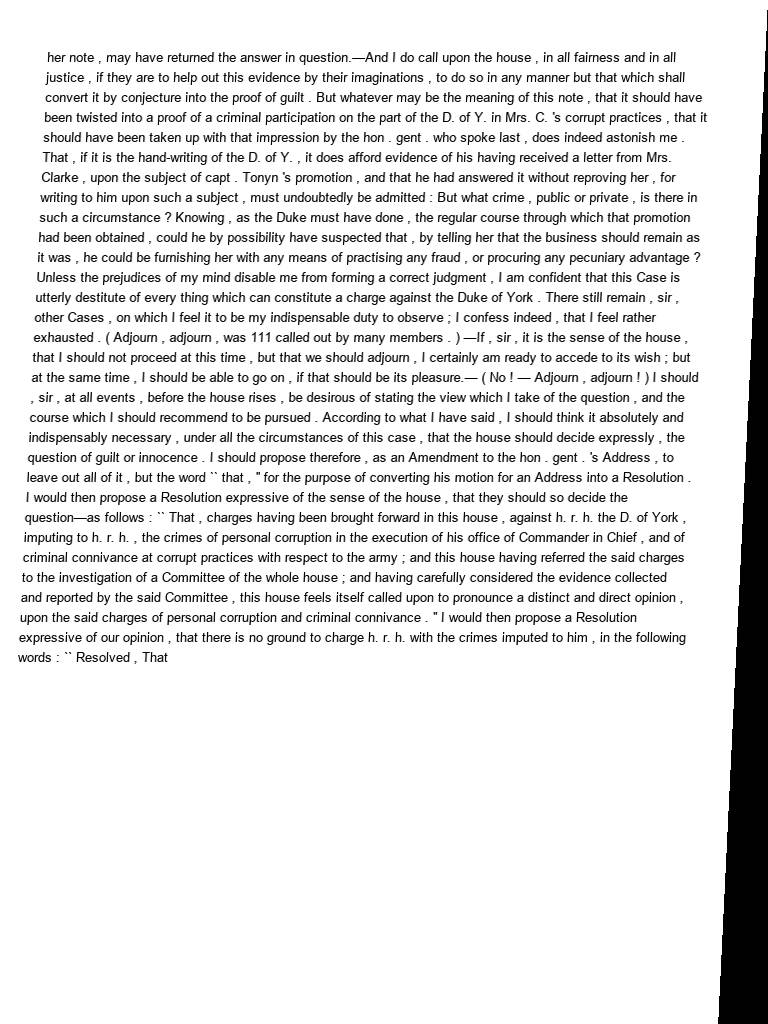 her note , may have returned the answer in question.—And I do call upon the house , in all fairness and in all
justice , if they are to help out this evidence by their imaginations , to do so in any manner but that which shall
convert it by conjecture into the proof of guilt . But whatever may be the meaning of this note , that it should have
been twisted into a proof of a criminal participation on the part of the D. of Y. in Mrs. C. 's corrupt practices , that it
should have been taken up with that impression by the hon . gent . who spoke last , does indeed astonish me .
That , if it is the hand-writing of the D. of Y. , it does afford evidence of his having received a letter from Mrs.
Clarke , upon the subject of capt . Tonyn 's promotion , and that he had answered it without reproving her , for
writing to him upon such a subject , must undoubtedly be admitted : But what crime , public or private , is there in
such a circumstance ? Knowing , as the Duke must have done , the regular course through which that promotion
had been obtained , could he by possibility have suspected that , by telling her that the business should remain as
it was , he could be furnishing her with any means of practising any fraud , or procuring any pecuniary advantage ?
Unless the prejudices of my mind disable me from forming a correct judgment , I am confident that this Case is
utterly destitute of every thing which can constitute a charge against the Duke of York . There still remain , sir ,
other Cases , on which I feel it to be my indispensable duty to observe ; I confess indeed , that I feel rather
exhausted . ( Adjourn , adjourn , was 111 called out by many members . ) —If , sir , it is the sense of the house ,
that I should not proceed at this time , but that we should adjourn , I certainly am ready to accede to its wish ; but
at the same time , I should be able to go on , if that should be its pleasure.— ( No ! — Adjourn , adjourn ! ) I should
, sir , at all events , before the house rises , be desirous of stating the view which I take of the question , and the
course which I should recommend to be pursued . According to what I have said , I should think it absolutely and
indispensably necessary , under all the circumstances of this case , that the house should decide expressly , the
question of guilt or innocence . I should propose therefore , as an Amendment to the hon . gent . 's Address , to
leave out all of it , but the word `` that , " for the purpose of converting his motion for an Address into a Resolution .
I would then propose a Resolution expressive of the sense of the house , that they should so decide the
question—as follows : `` That , charges having been brought forward in this house , against h. r. h. the D. of York ,
imputing to h. r. h. , the crimes of personal corruption in the execution of his office of Commander in Chief , and of
criminal connivance at corrupt practices with respect to the army ; and this house having referred the said charges
to the investigation of a Committee of the whole house ; and having carefully considered the evidence collected
and reported by the said Committee , this house feels itself called upon to pronounce a distinct and direct opinion ,
upon the said charges of personal corruption and criminal connivance . " I would then propose a Resolution
expressive of our opinion , that there is no ground to charge h. r. h. with the crimes imputed to him , in the following
words : `` Resolved , That